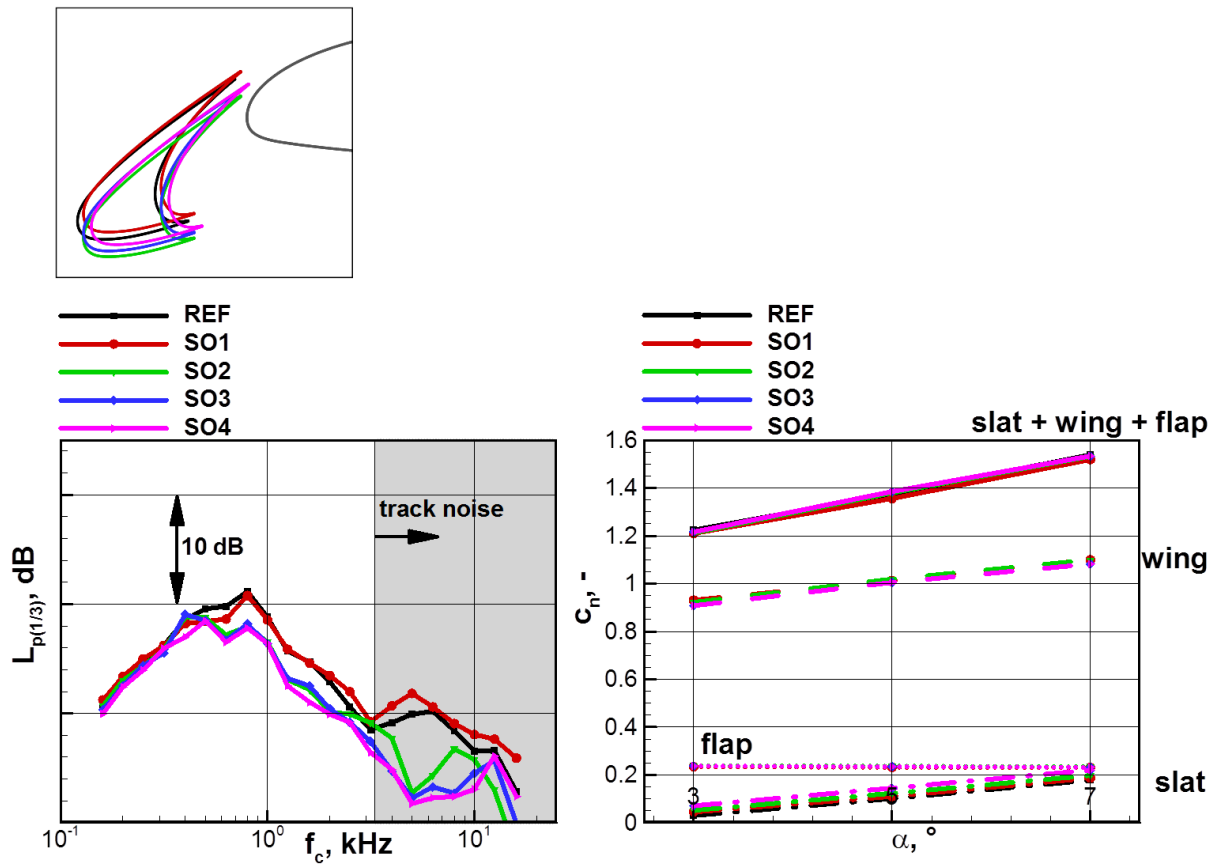 REF
SO1
SO2
SO3
SO4
10 dB
track noise
L_p(1/3), dB
10^-1
10^0
10^1
f_c, kHz
REF
SO1
SO2
SO3
SO4
slat + wing + flap
wing
flap
slat
c_n, -
1.6
1.4
1.2
1
0.8
0.6
0.4
0.2
0
3
5
7
α, °